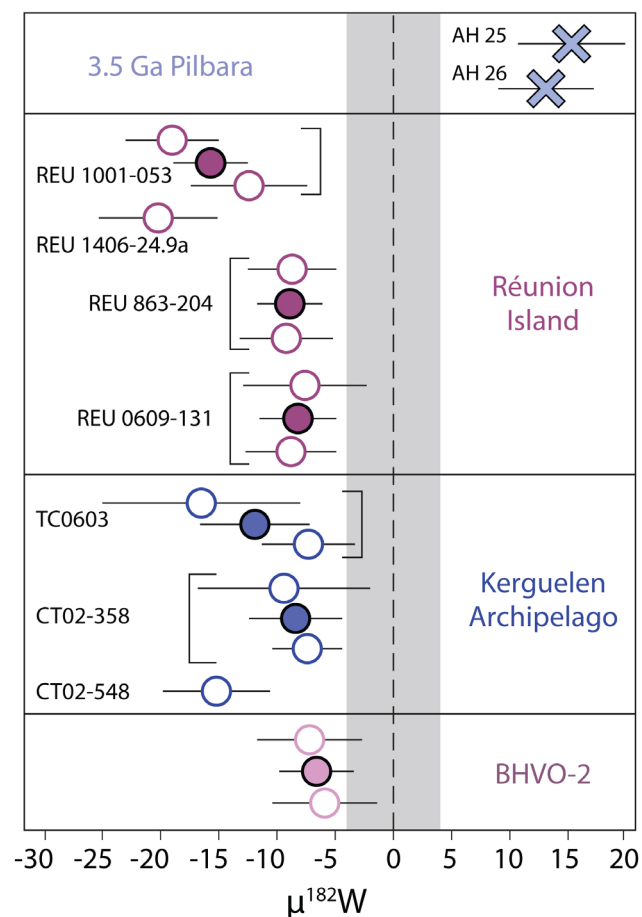 AH 25
3.5 Ga Pilbara
AH 26
REU 1001-053
REU 1406-24.9a
REU 863-204
Réunion
Island
REU 0609-131
TC0603
Kerguelen
Archipelago
CT02-358
CT02-548
BHVO-2
-30 -25 -20 -15 -10 -5 0 5 10 15 20
μ¹⁸²W